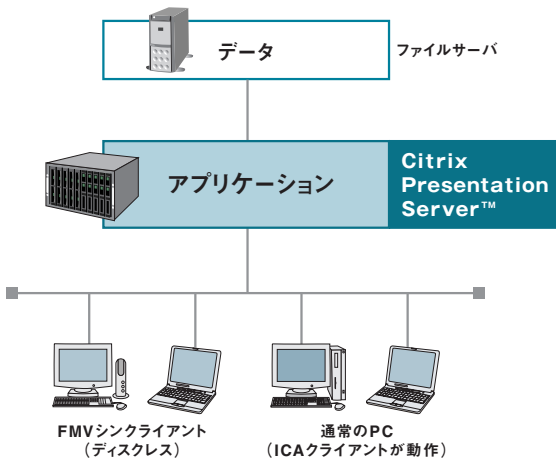 データ
ファイルサーバ
アプリケーション
Citrix
Presentation
Server™
FMVシンクライアント
（ディスクレス）
通常のPC
（ICAクライアントが動作）